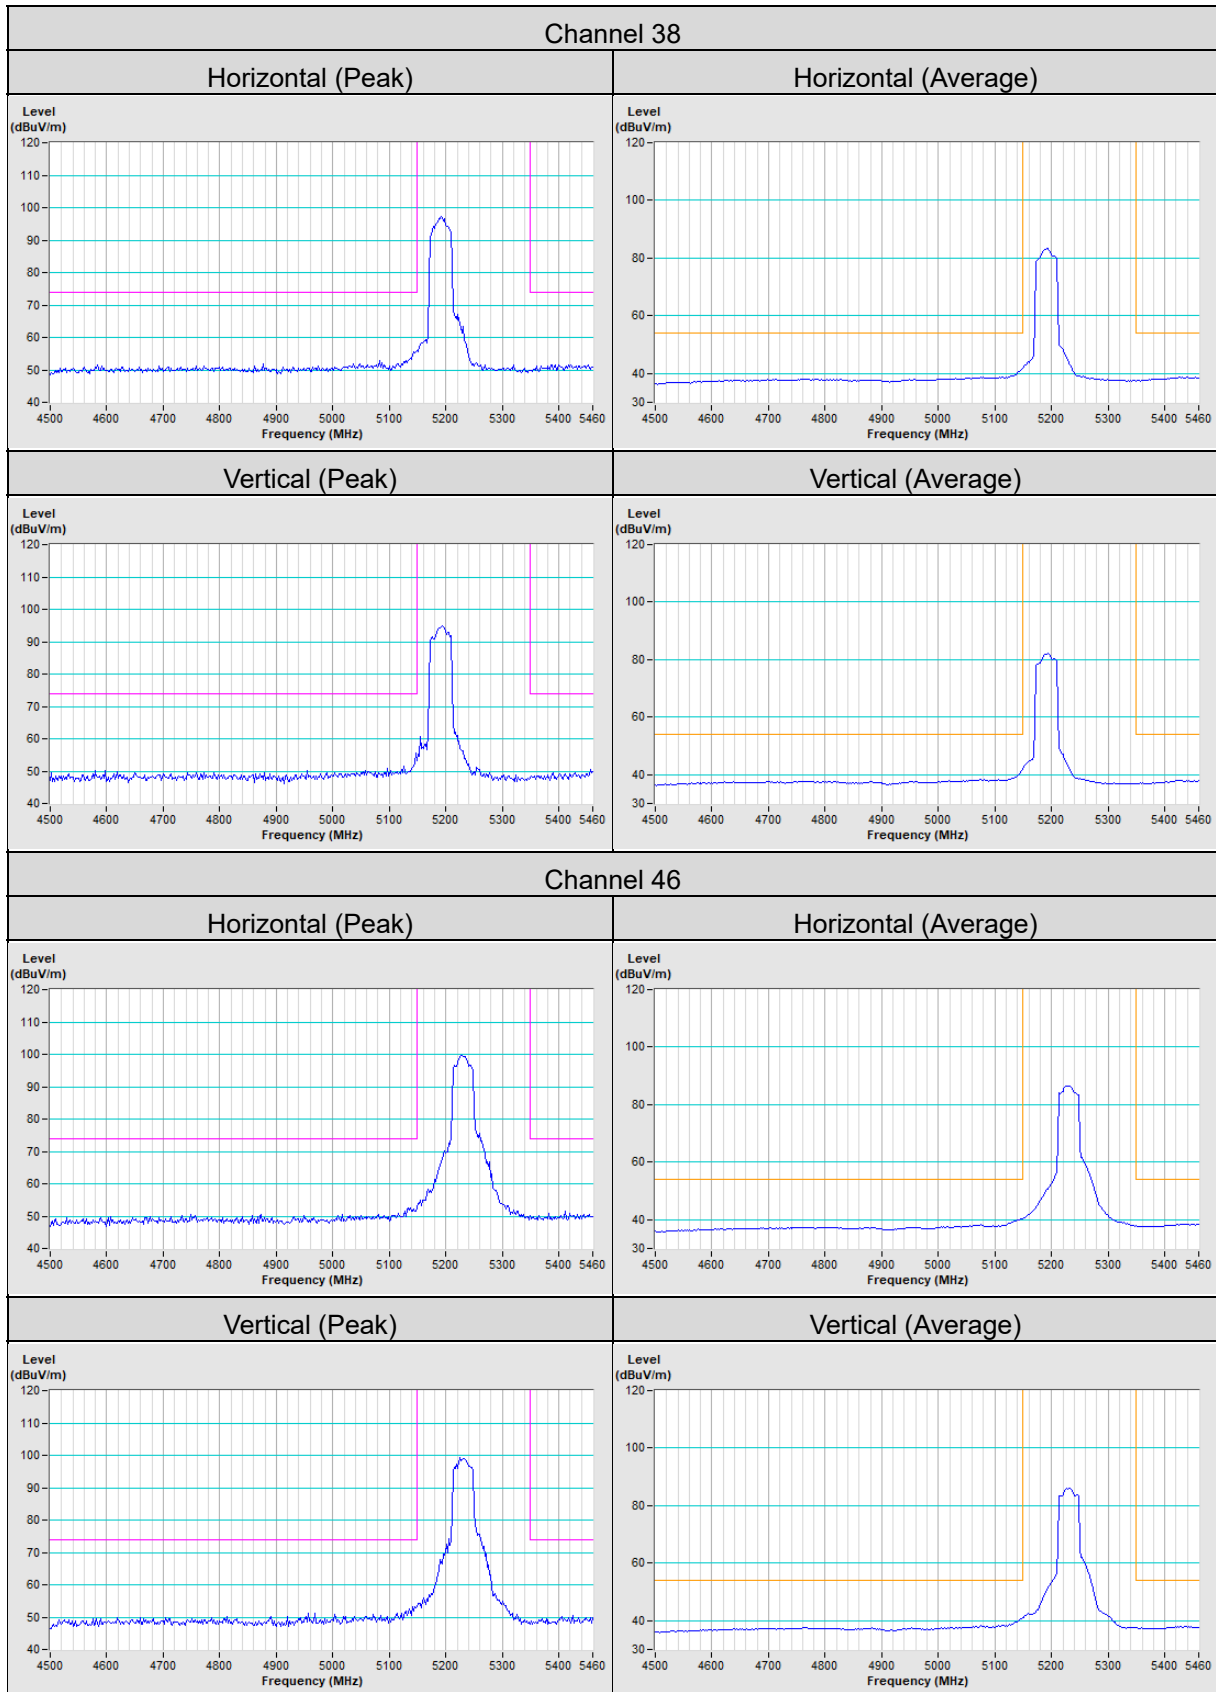 Channel 38
Horizontal (Peak) Horizontal (Average)
Level Level
(dBuV/m) (dBuV/m)
120 120
110
100 100
90
80 80
70
60 60
50
40 40
30
4500 4600 4700 4800 4900 5000 5100 5200 5300 5400 5460 4500 4600 4700 4800 4900 5000 5100 5200 5300 5400 5460
Frequency (MHz) Frequency (MHz)
Vertical (Peak) Vertical (Average)
Level Level
(dBuV/m) (dBuV/m)
120 120
110
100 100
90
80 80
70
60 60
50
40 40
30
4500 4600 4700 4800 4900 5000 5100 5200 5300 5400 5460 4500 4600 4700 4800 4900 5000 5100 5200 5300 5400 5460
Frequency (MHz) Frequency (MHz)
Channel 46
Horizontal (Peak) Horizontal (Average)
Level Level
(dBuV/m) (dBuV/m)
120 120
110
100 100
90
80 80
70
60 60
50
40 40
30
4500 4600 4700 4800 4900 5000 5100 5200 5300 5400 5460 4500 4600 4700 4800 4900 5000 5100 5200 5300 5400 5460
Frequency (MHz) Frequency (MHz)
Vertical (Peak) Vertical (Average)
Level Level
(dBuV/m) (dBuV/m)
120 120
110
100 100
90
80 80
70
60 60
50
40 40
30
4500 4600 4700 4800 4900 5000 5100 5200 5300 5400 5460 4500 4600 4700 4800 4900 5000 5100 5200 5300 5400 5460
Frequency (MHz) Frequency (MHz)